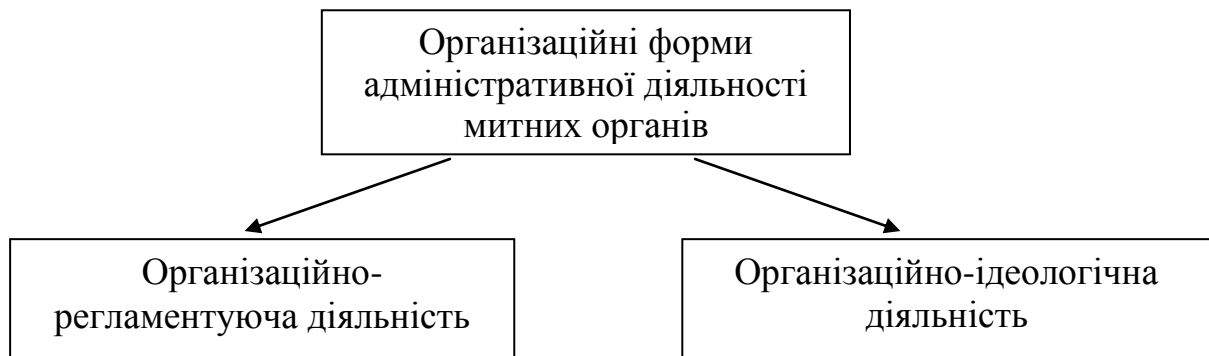 Організаційні форми
адміністративної діяльності
митних органів
Організаційно-
регламентуюча діяльність
Організаційно-ідеологічна
діяльність